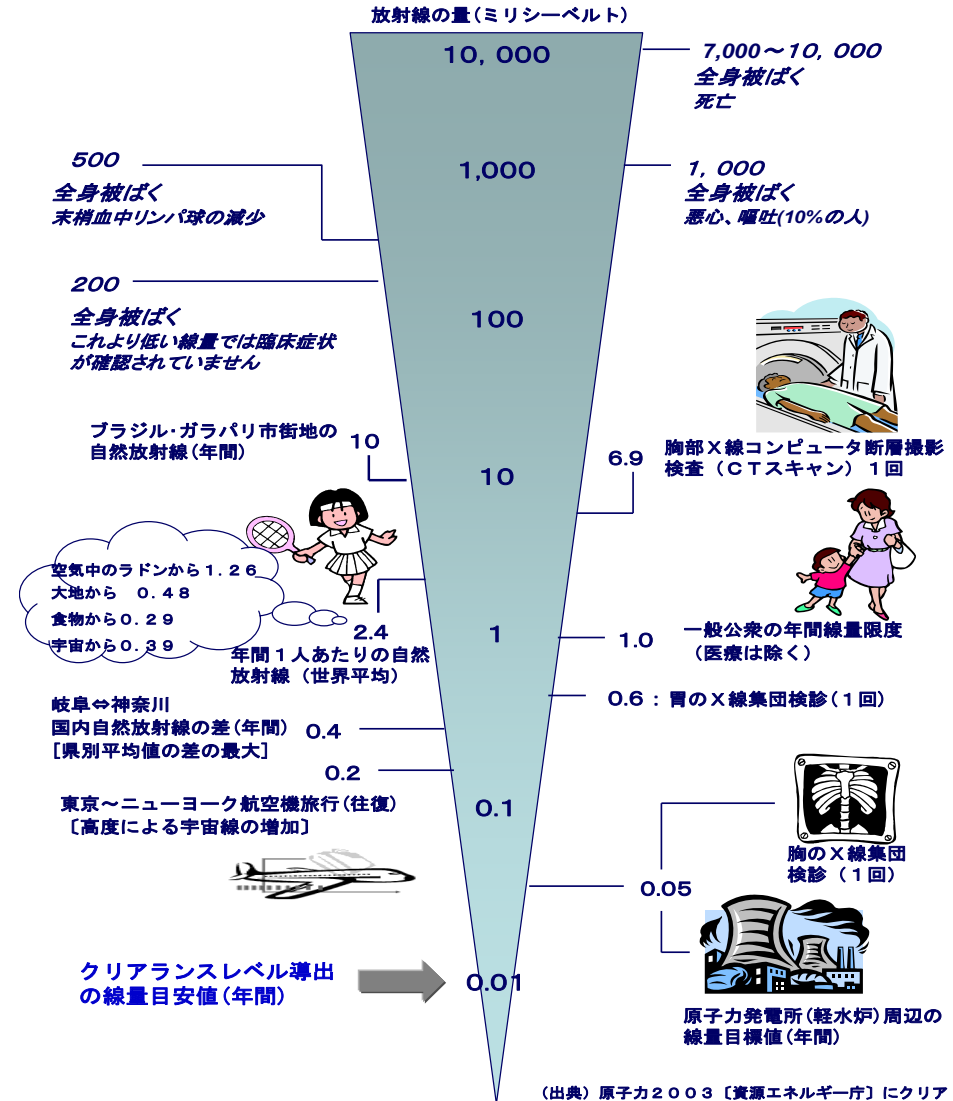 放射線の量(ミリシーベルト)
10,000
7,000～10,000
全身被ばく
死亡
1,000
500
全身被ばく
末梢血中リンパ球の減少
1,000
全身被ばく
悪心、嘔吐(10%の人)
200
全身被ばく
これより低い線量では臨床症状
が確認されていません
100
ブラジル・ガラパリ市街地の
自然放射線(年間)
10
10
6.9
胸部X線コンピュータ断層撮影
検査(CTスキャン)1回
空気中のラドンから1.26
大地から 0.48
食物から0.29
宇宙から0.39
2.4
年間1人あたりの自然
放射線(世界平均)
1
1.0
一般公衆の年間線量限度
(医療は除く)
0.6:胃のX線集団検診(1回)
岐阜⇔神奈川
国内自然放射線の差(年間)
[県別平均値の差の最大]
0.4
0.2
東京～ニューヨーク航空機旅行(往復)
〔高度による宇宙線の増加〕
0.1
胸のX線集団
検診(1回)
0.05
クリアランスレベル導出
の線量目安値(年間)
0.01
原子力発電所(軽水炉)周辺の
線量目標値(年間)
(出典)原子力2003〔資源エネルギー庁〕にクリア